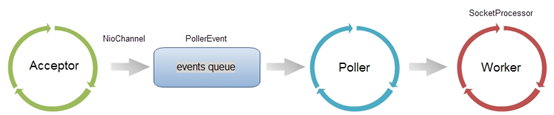 SocketProcessor
NioChannel
PollerEvent
Acceptor
events queue
Poller
Worker